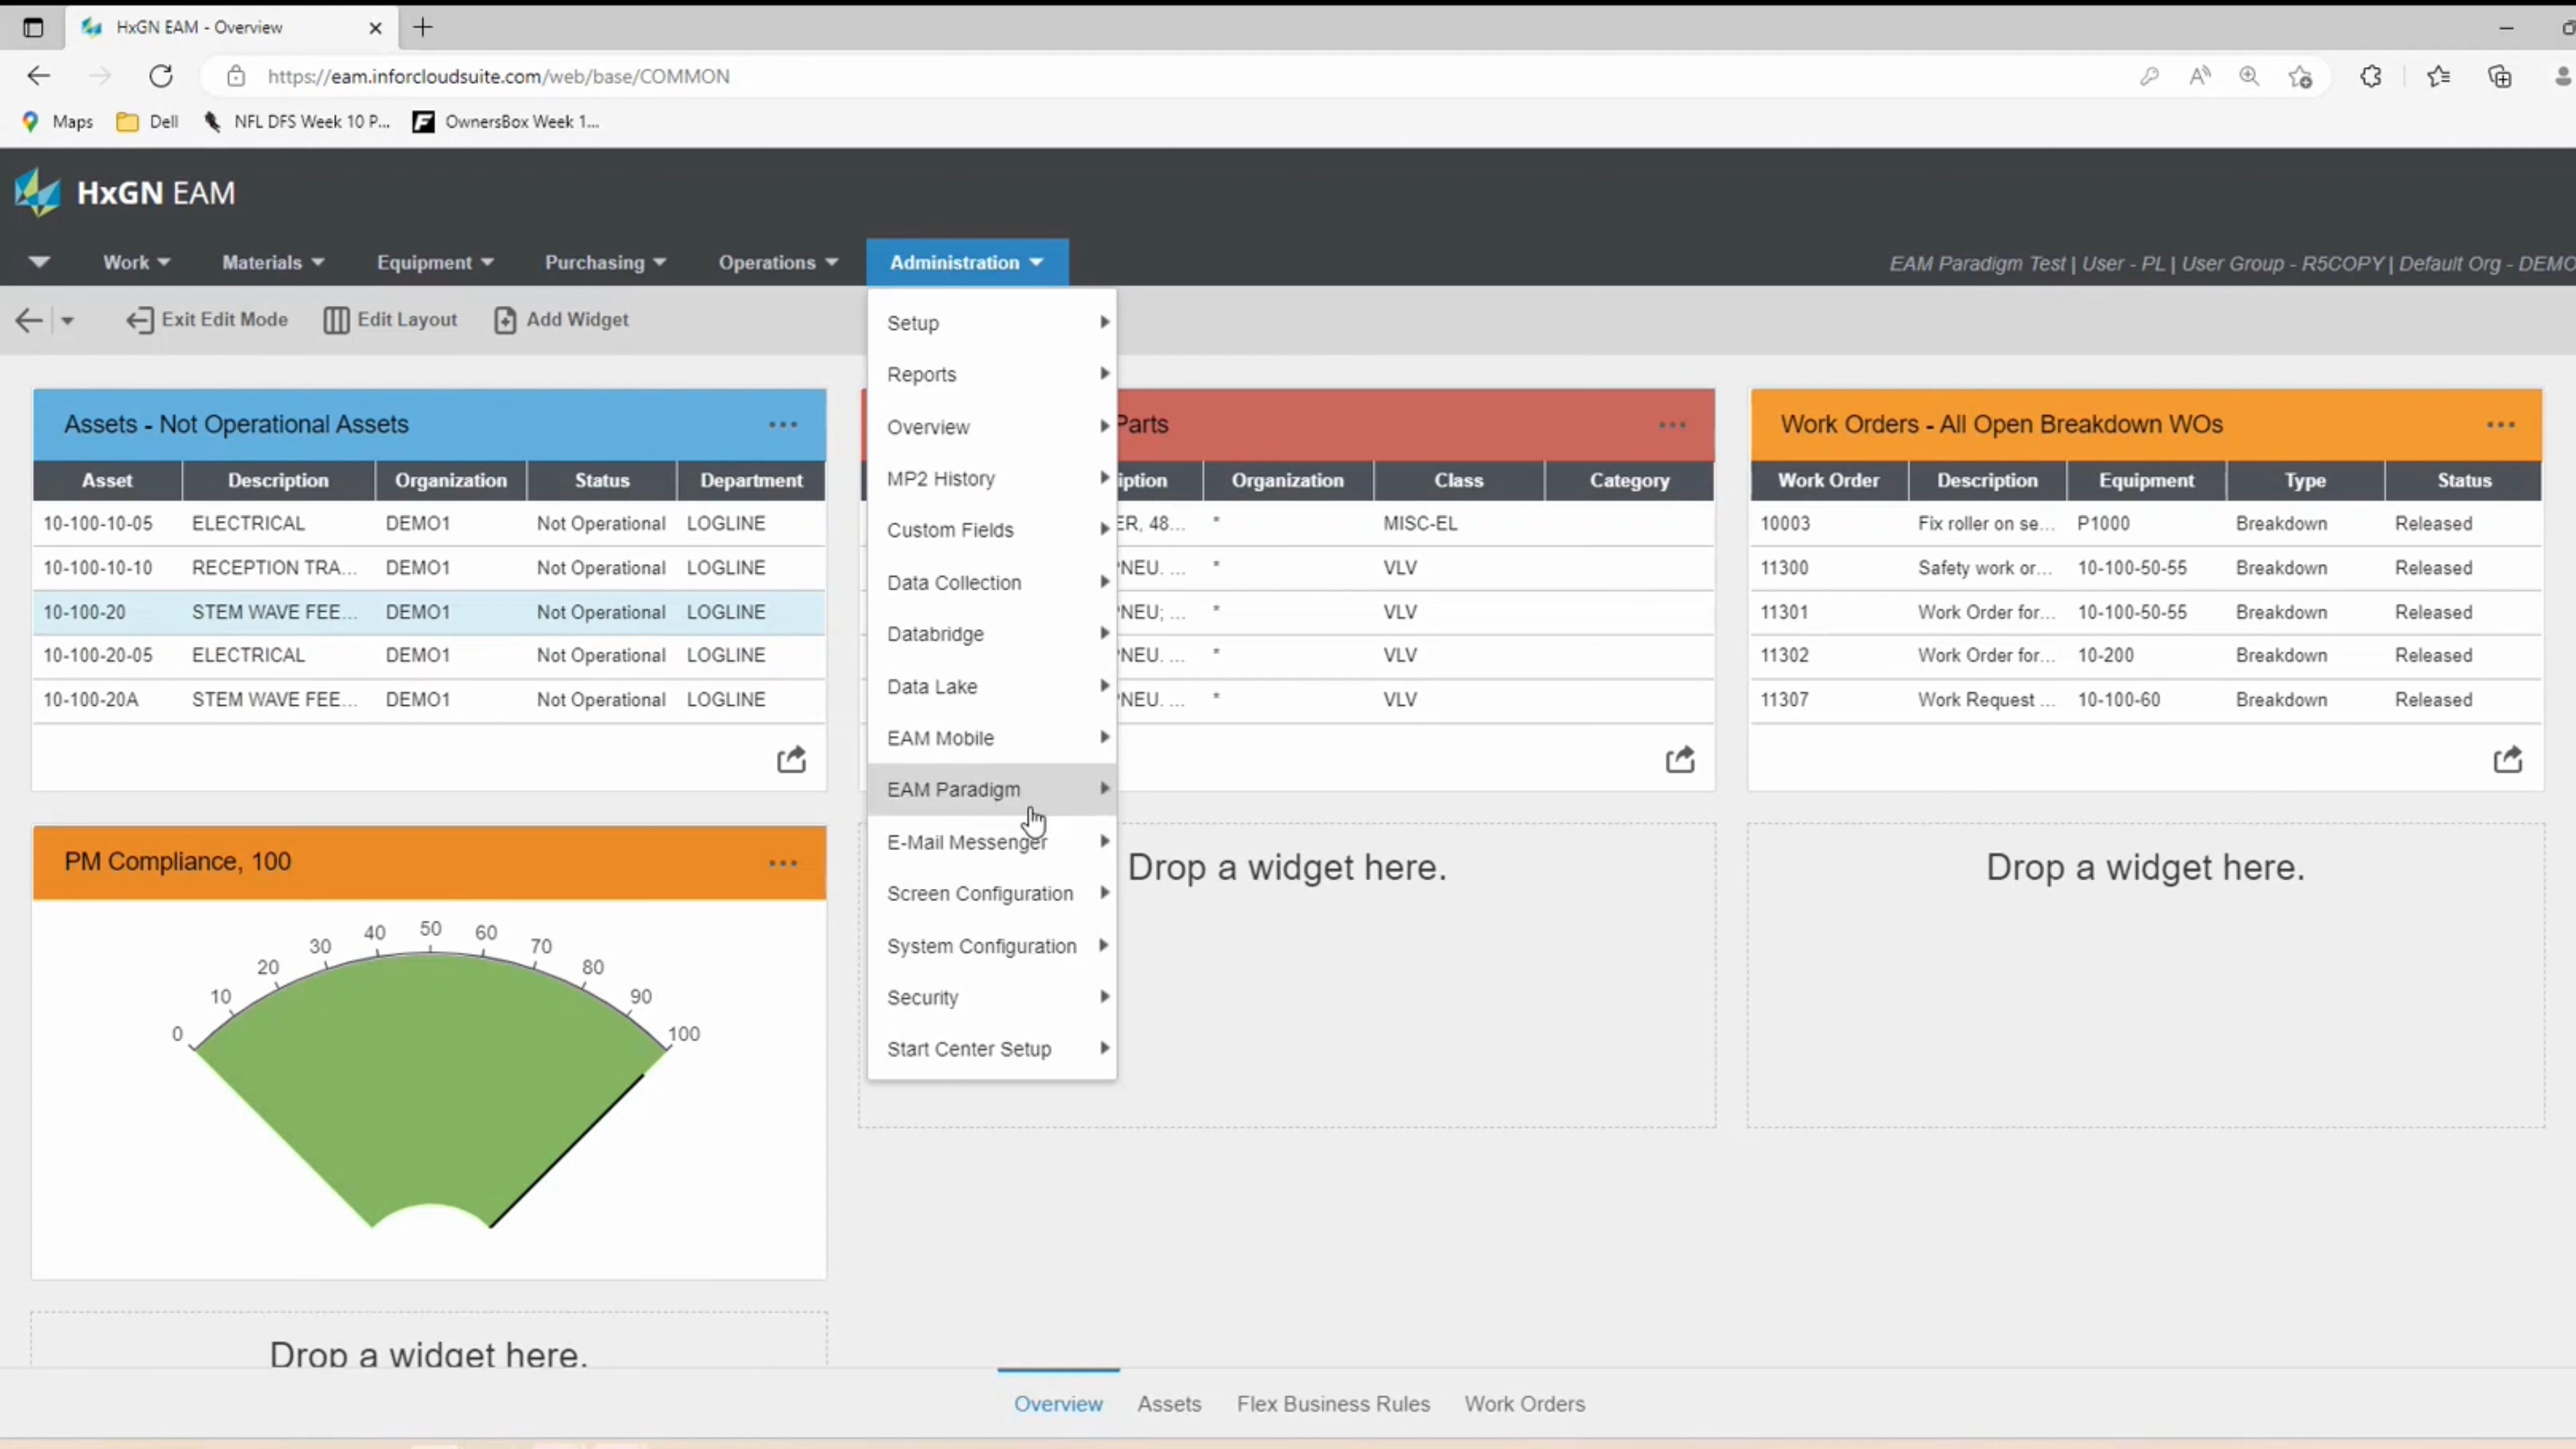 HxGN EAM - Overview
https://eam.inforcloudsuite.com/web/base/COMMON
Maps
Dell
NFL DFS Week 10 P...
OwnersBox Week 1...
HxGN EAM
Work
Materials
Equipment
Purchasing
Operations
Administration
EAM Paradigm Test | User - PL | User Group - R5COPY | Default Org - DEMO
Exit Edit Mode
Edit Layout
Add Widget
Setup
Reports
Overview
MP2 History
Custom Fields
Data Collection
Databridge
Data Lake
EAM Mobile
EAM Paradigm
E-Mail Messenger
Screen Configuration
System Configuration
Security
Start Center Setup
Assets - Not Operational Assets
Asset Description Organization Status Department
10-100-10-05 ELECTRICAL DEMO1 Not Operational LOGLINE
10-100-10-10 RECEPTION TRA... DEMO1 Not Operational LOGLINE
10-100-20 STEM WAVE FEE... DEMO1 Not Operational LOGLINE
10-100-20-05 ELECTRICAL DEMO1 Not Operational LOGLINE
10-100-20A STEM WAVE FEE... DEMO1 Not Operational LOGLINE
Parts
iption Organization Class Category
ER, 48... * MISC-EL
NEU. ... * VLV
NEU; ... * VLV
NEU. ... * VLV
NEU. ... * VLV
Work Orders - All Open Breakdown WOs
Work Order Description Equipment Type Status
10003 Fix roller on se... P1000 Breakdown Released
11300 Safety work or... 10-100-50-55 Breakdown Released
11301 Work Order for... 10-100-50-55 Breakdown Released
11302 Work Order for... 10-200 Breakdown Released
11307 Work Request ... 10-100-60 Breakdown Released
PM Compliance, 100
0
10
20
30
40
50
60
70
80
90
100
Drop a widget here.
Drop a widget here.
Drop a widget here.
Overview
Assets
Flex Business Rules
Work Orders